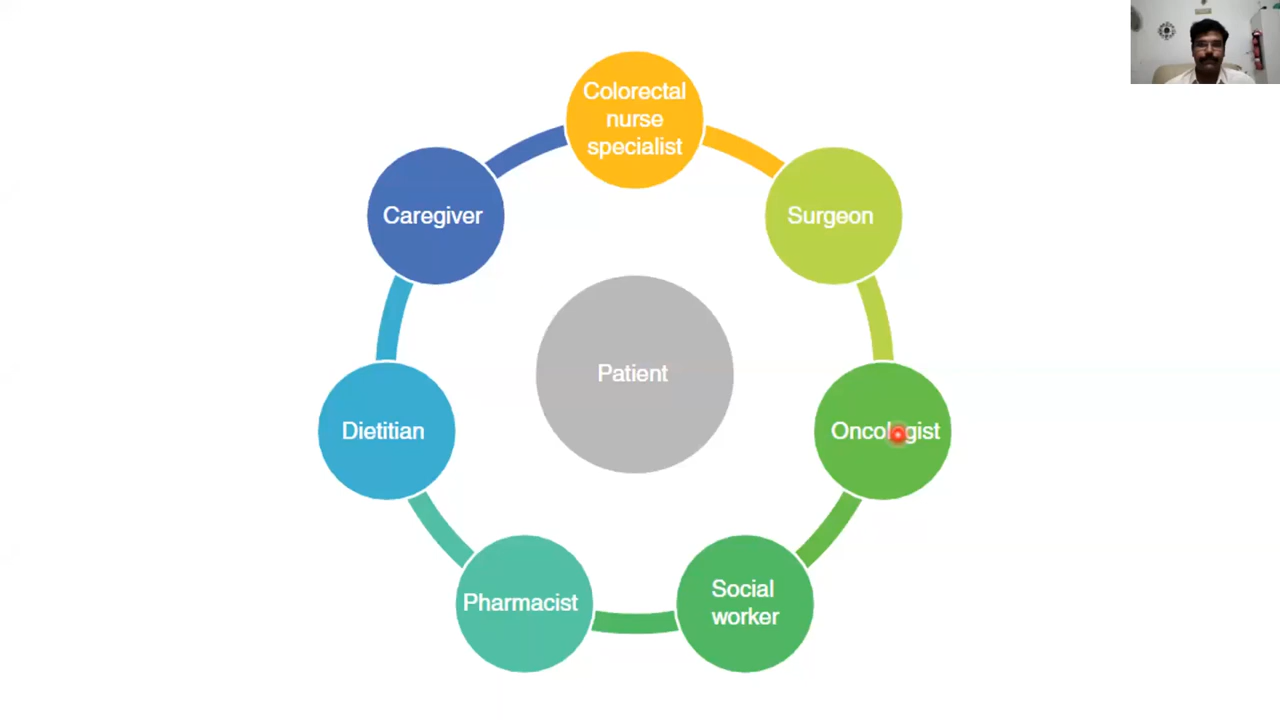 Colorectal
nurse
specialist
Caregiver
Surgeon
Patient
Dietitian
Oncologist
Pharmacist
Social
worker